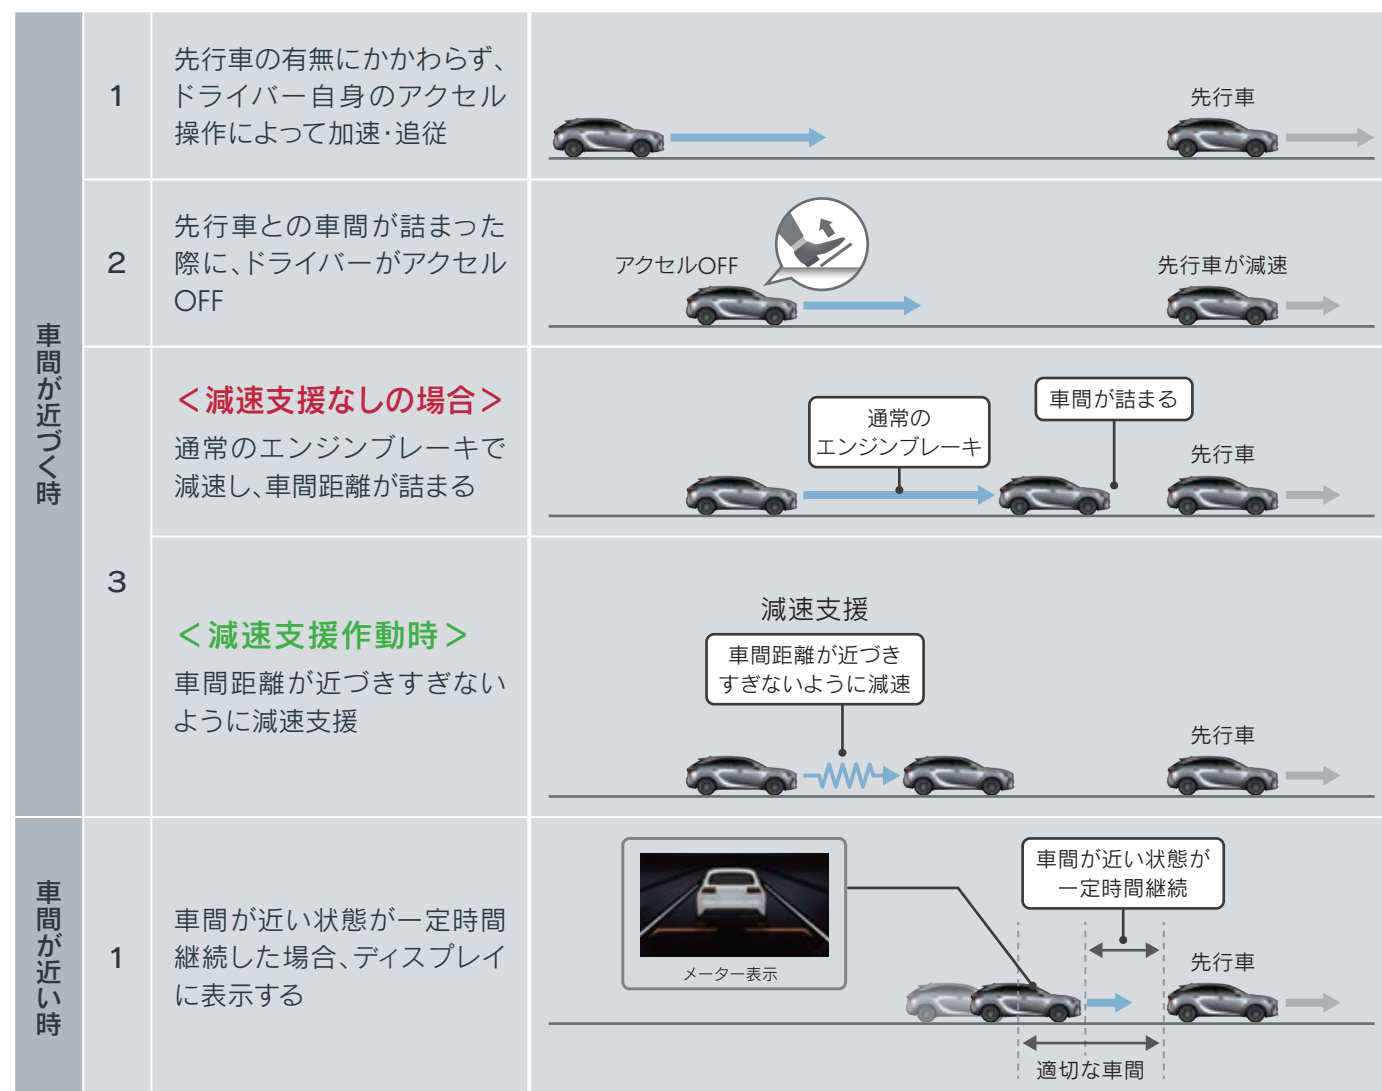 車間が近づく時
1
先行車の有無にかかわらず、
ドライバー自身のアクセル
操作によって加速・追従
先行車
2
先行車との車間が詰まった
際に、ドライバーがアクセル
OFF
アクセルOFF
先行車が減速
3
＜減速支援なしの場合＞
通常のエンジンブレーキで
減速し、車間距離が詰まる
通常の
エンジンブレーキ
車間が詰まる
先行車
＜減速支援作動時＞
車間距離が近づきすぎない
ように減速支援
減速支援
車間距離が近づき
すぎないように減速
先行車
車間が近い時
1
車間が近い状態が一定時間
継続した場合、ディスプレイ
に表示する
メーター表示
車間が近い状態が
一定時間継続
先行車
適切な車間